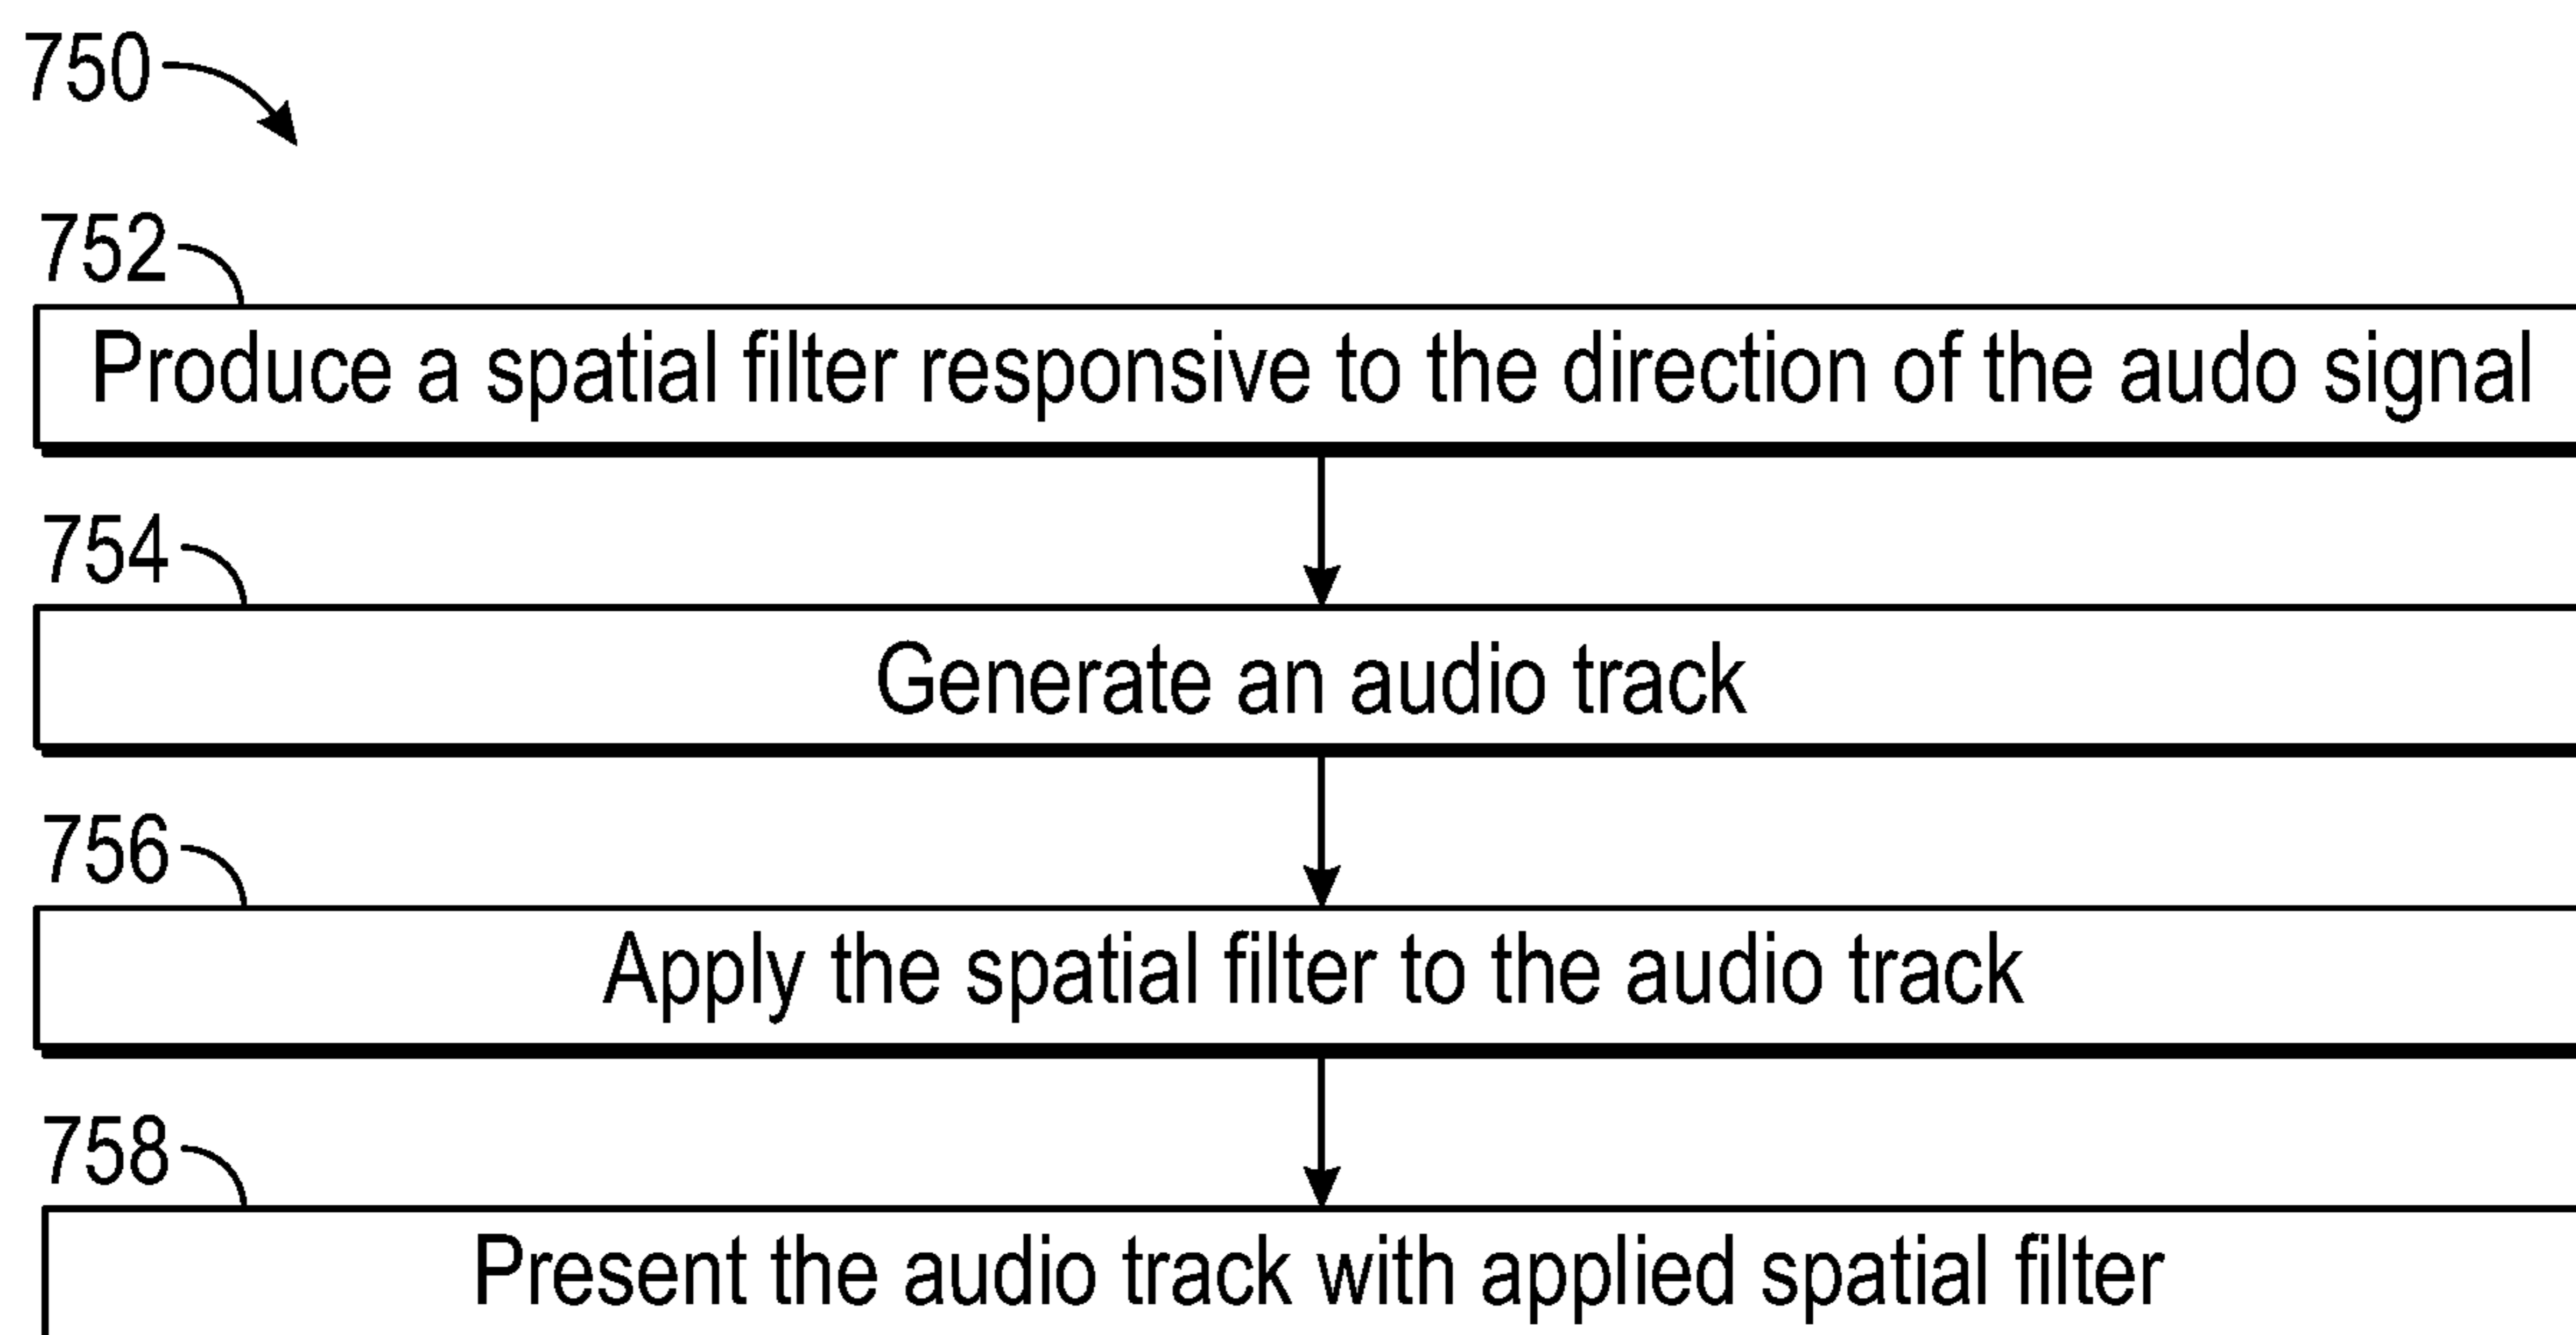 750
752
Produce a spatial filter responsive to the direction of the audo signal
754
Generate an audio track
756
Apply the spatial filter to the audio track
758
Present the audio track with applied spatial filter